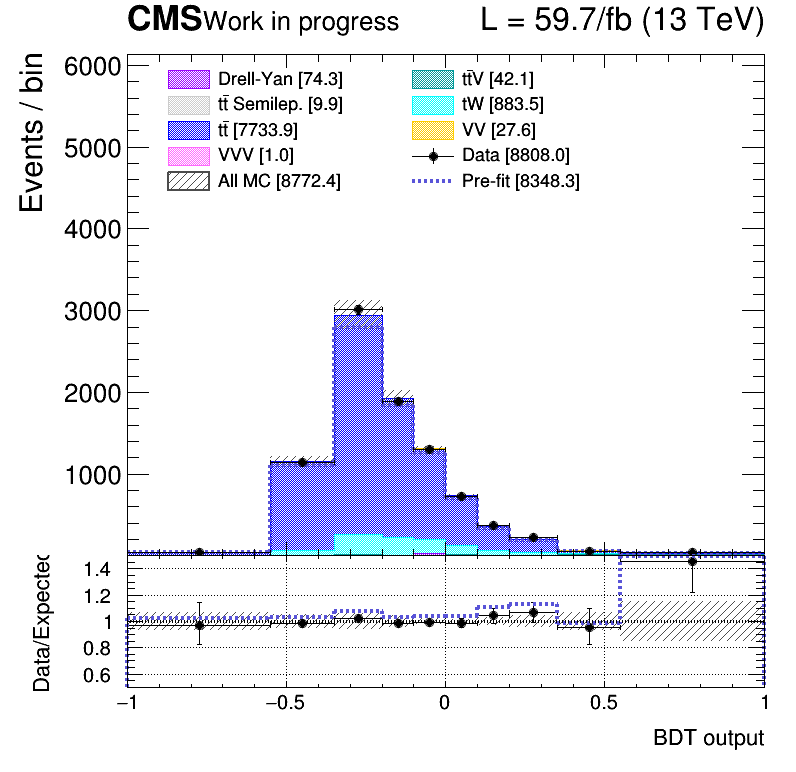 CMS Work in progress L = 59.7/fb (13 TeV)
Events / bin
6000
5000
4000
3000
2000
1000
Drell-Yan [74.3]
tt̄ Semilep. [9.9]
tt̄ [7733.9]
VVV [1.0]
All MC [8772.4]
tt̄V [42.1]
tW [883.5]
VV [27.6]
Data [8808.0]
Pre-fit [8348.3]
Data/Expected
1.4
1.2
1
0.8
0.6
−1 −0.5 0 0.5 1
BDT output